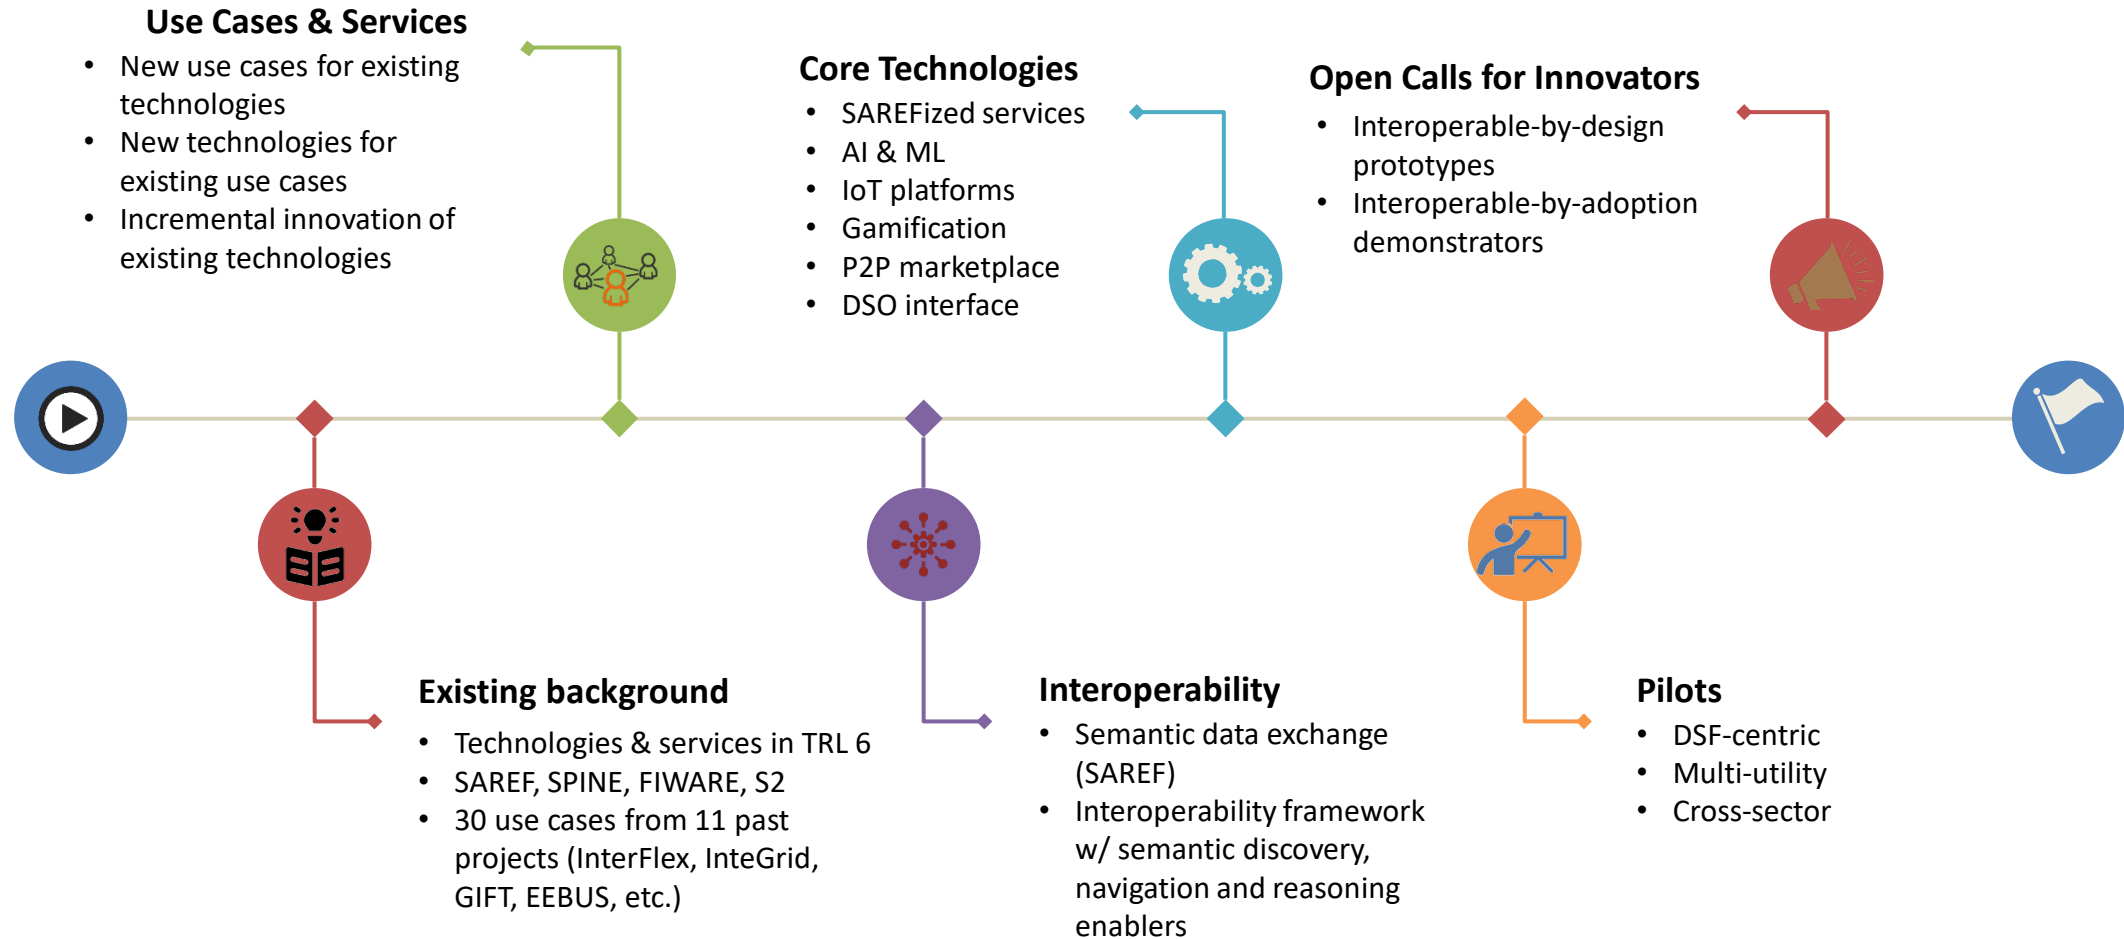 Use Cases & Services
• New use cases for existing
technologies
• New technologies for
existing use cases
• Incremental innovation of
existing technologies
Core Technologies
• SAREFized services
• AI & ML
• IoT platforms
• Gamification
• P2P marketplace
• DSO interface
Open Calls for Innovators
• Interoperable-by-design
prototypes
• Interoperable-by-adoption
demonstrators
Existing background
• Technologies & services in TRL 6
• SAREF, SPINE, FIWARE, S2
• 30 use cases from 11 past
projects (InterFlex, InteGrid,
GIFT, EEBUS, etc.)
Interoperability
• Semantic data exchange
(SAREF)
• Interoperability framework
w/ semantic discovery,
navigation and reasoning
enablers
Pilots
• DSF-centric
• Multi-utility
• Cross-sector